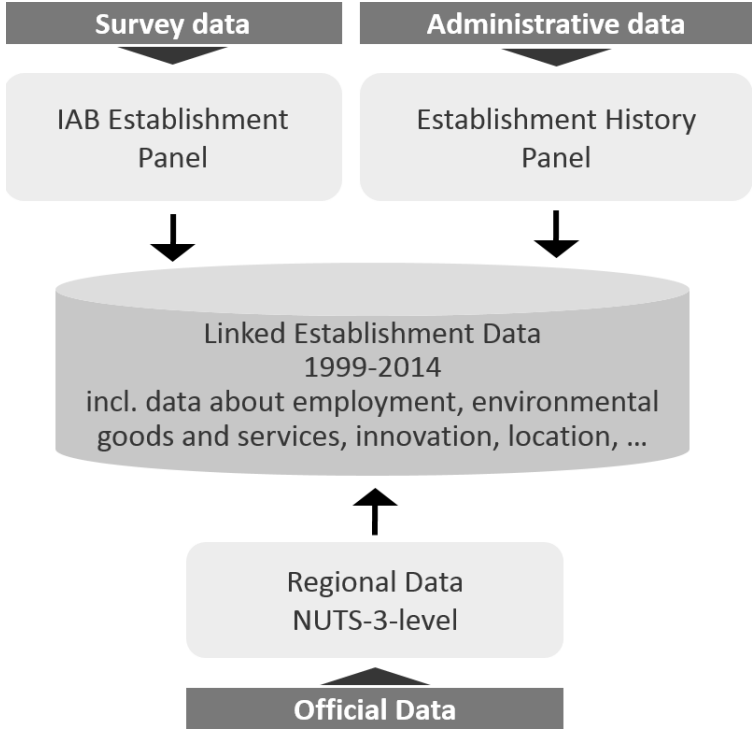 Survey data
Administrative data
IAB Establishment
Panel
Establishment History
Panel
Linked Establishment Data
1999-2014
incl. data about employment, environmental
goods and services, innovation, location, ...
Regional Data
NUTS-3-level
Official Data